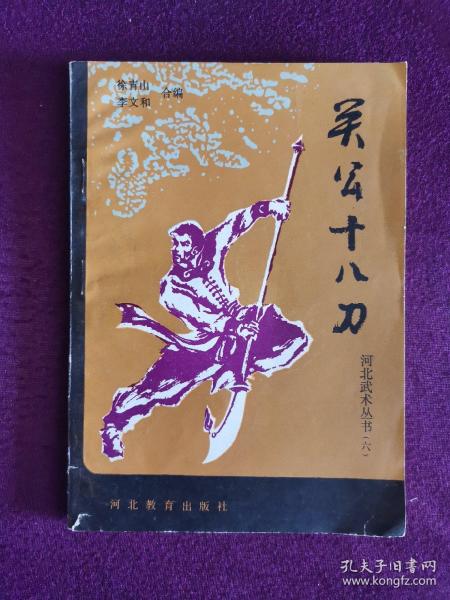 徐青山
李文和
合编
关公十八刀
河北武术丛书（六）
河北教育出版社
孔夫子旧书网
www.kongfz.com